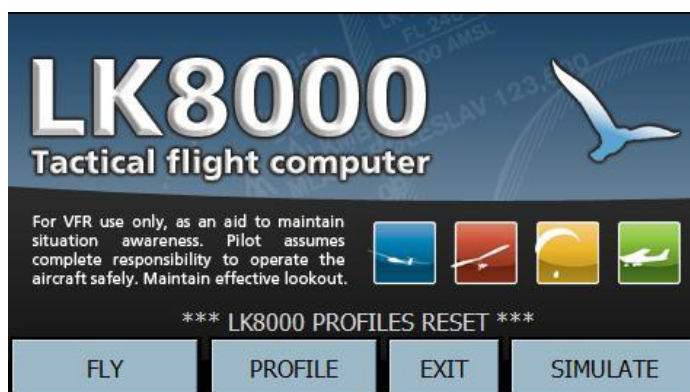 LK8000
Tactical flight computer
For VFR use only, as an aid to maintain
situation awareness. Pilot assumes
complete responsibility to operate the
aircraft safely. Maintain effective lookout.
*** LK8000 PROFILES RESET ***
FLY PROFILE EXIT SIMULATE